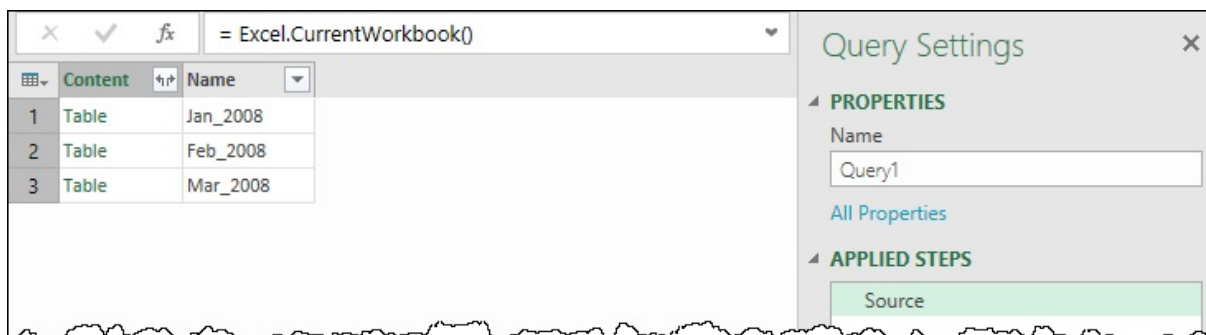 fx = Excel.CurrentWorkbook()
Content Name
1 Table Jan_2008
2 Table Feb_2008
3 Table Mar_2008
Query Settings
PROPERTIES
Name
Query1
All Properties
APPLIED STEPS
Source